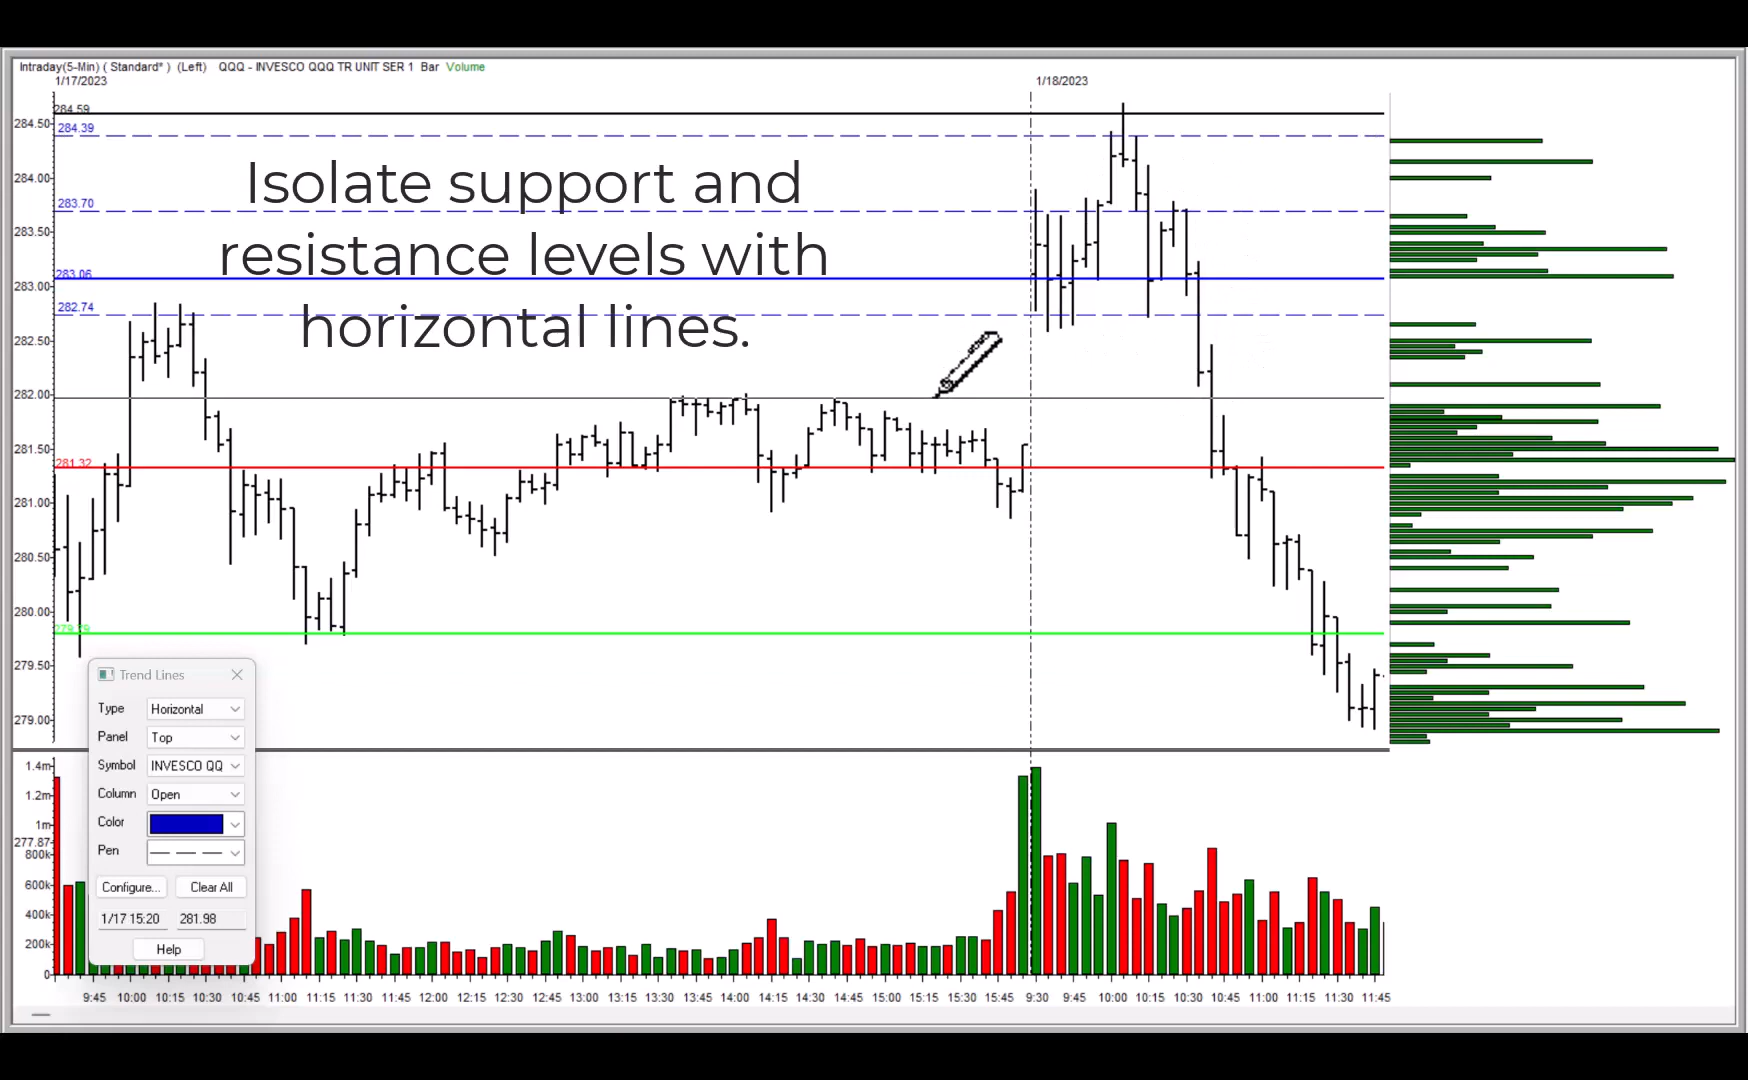 Intraday(5-Min) ( Standard* ) (Left) QQQ - INVESCO QQQ TR UNIT SER 1 Bar Volume
1/17/2023 1/18/2023
284.59
284.50
284.39
284.00
283.70
283.50
283.06
283.00
282.74
282.50
282.00
281.50
281.32
281.00
280.50
280.00
279.79
279.50
279.00
Isolate support and
resistance levels with
horizontal lines.
Trend Lines
Type Horizontal
Panel Top
Symbol INVESCO QQ
Column Open
Color
Pen
Configure... Clear All
1/17 15:20 281.98
Help
1.4m
1.2m
1m
277.87
800k
600k
400k
200k
0
9:45 10:00 10:15 10:30 10:45 11:00 11:15 11:30 11:45 12:00 12:15 12:30 12:45 13:00 13:15 13:30 13:45 14:00 14:15 14:30 14:45 15:00 15:15 15:30 15:45 9:30 9:45 10:00 10:15 10:30 10:45 11:00 11:15 11:30 11:45